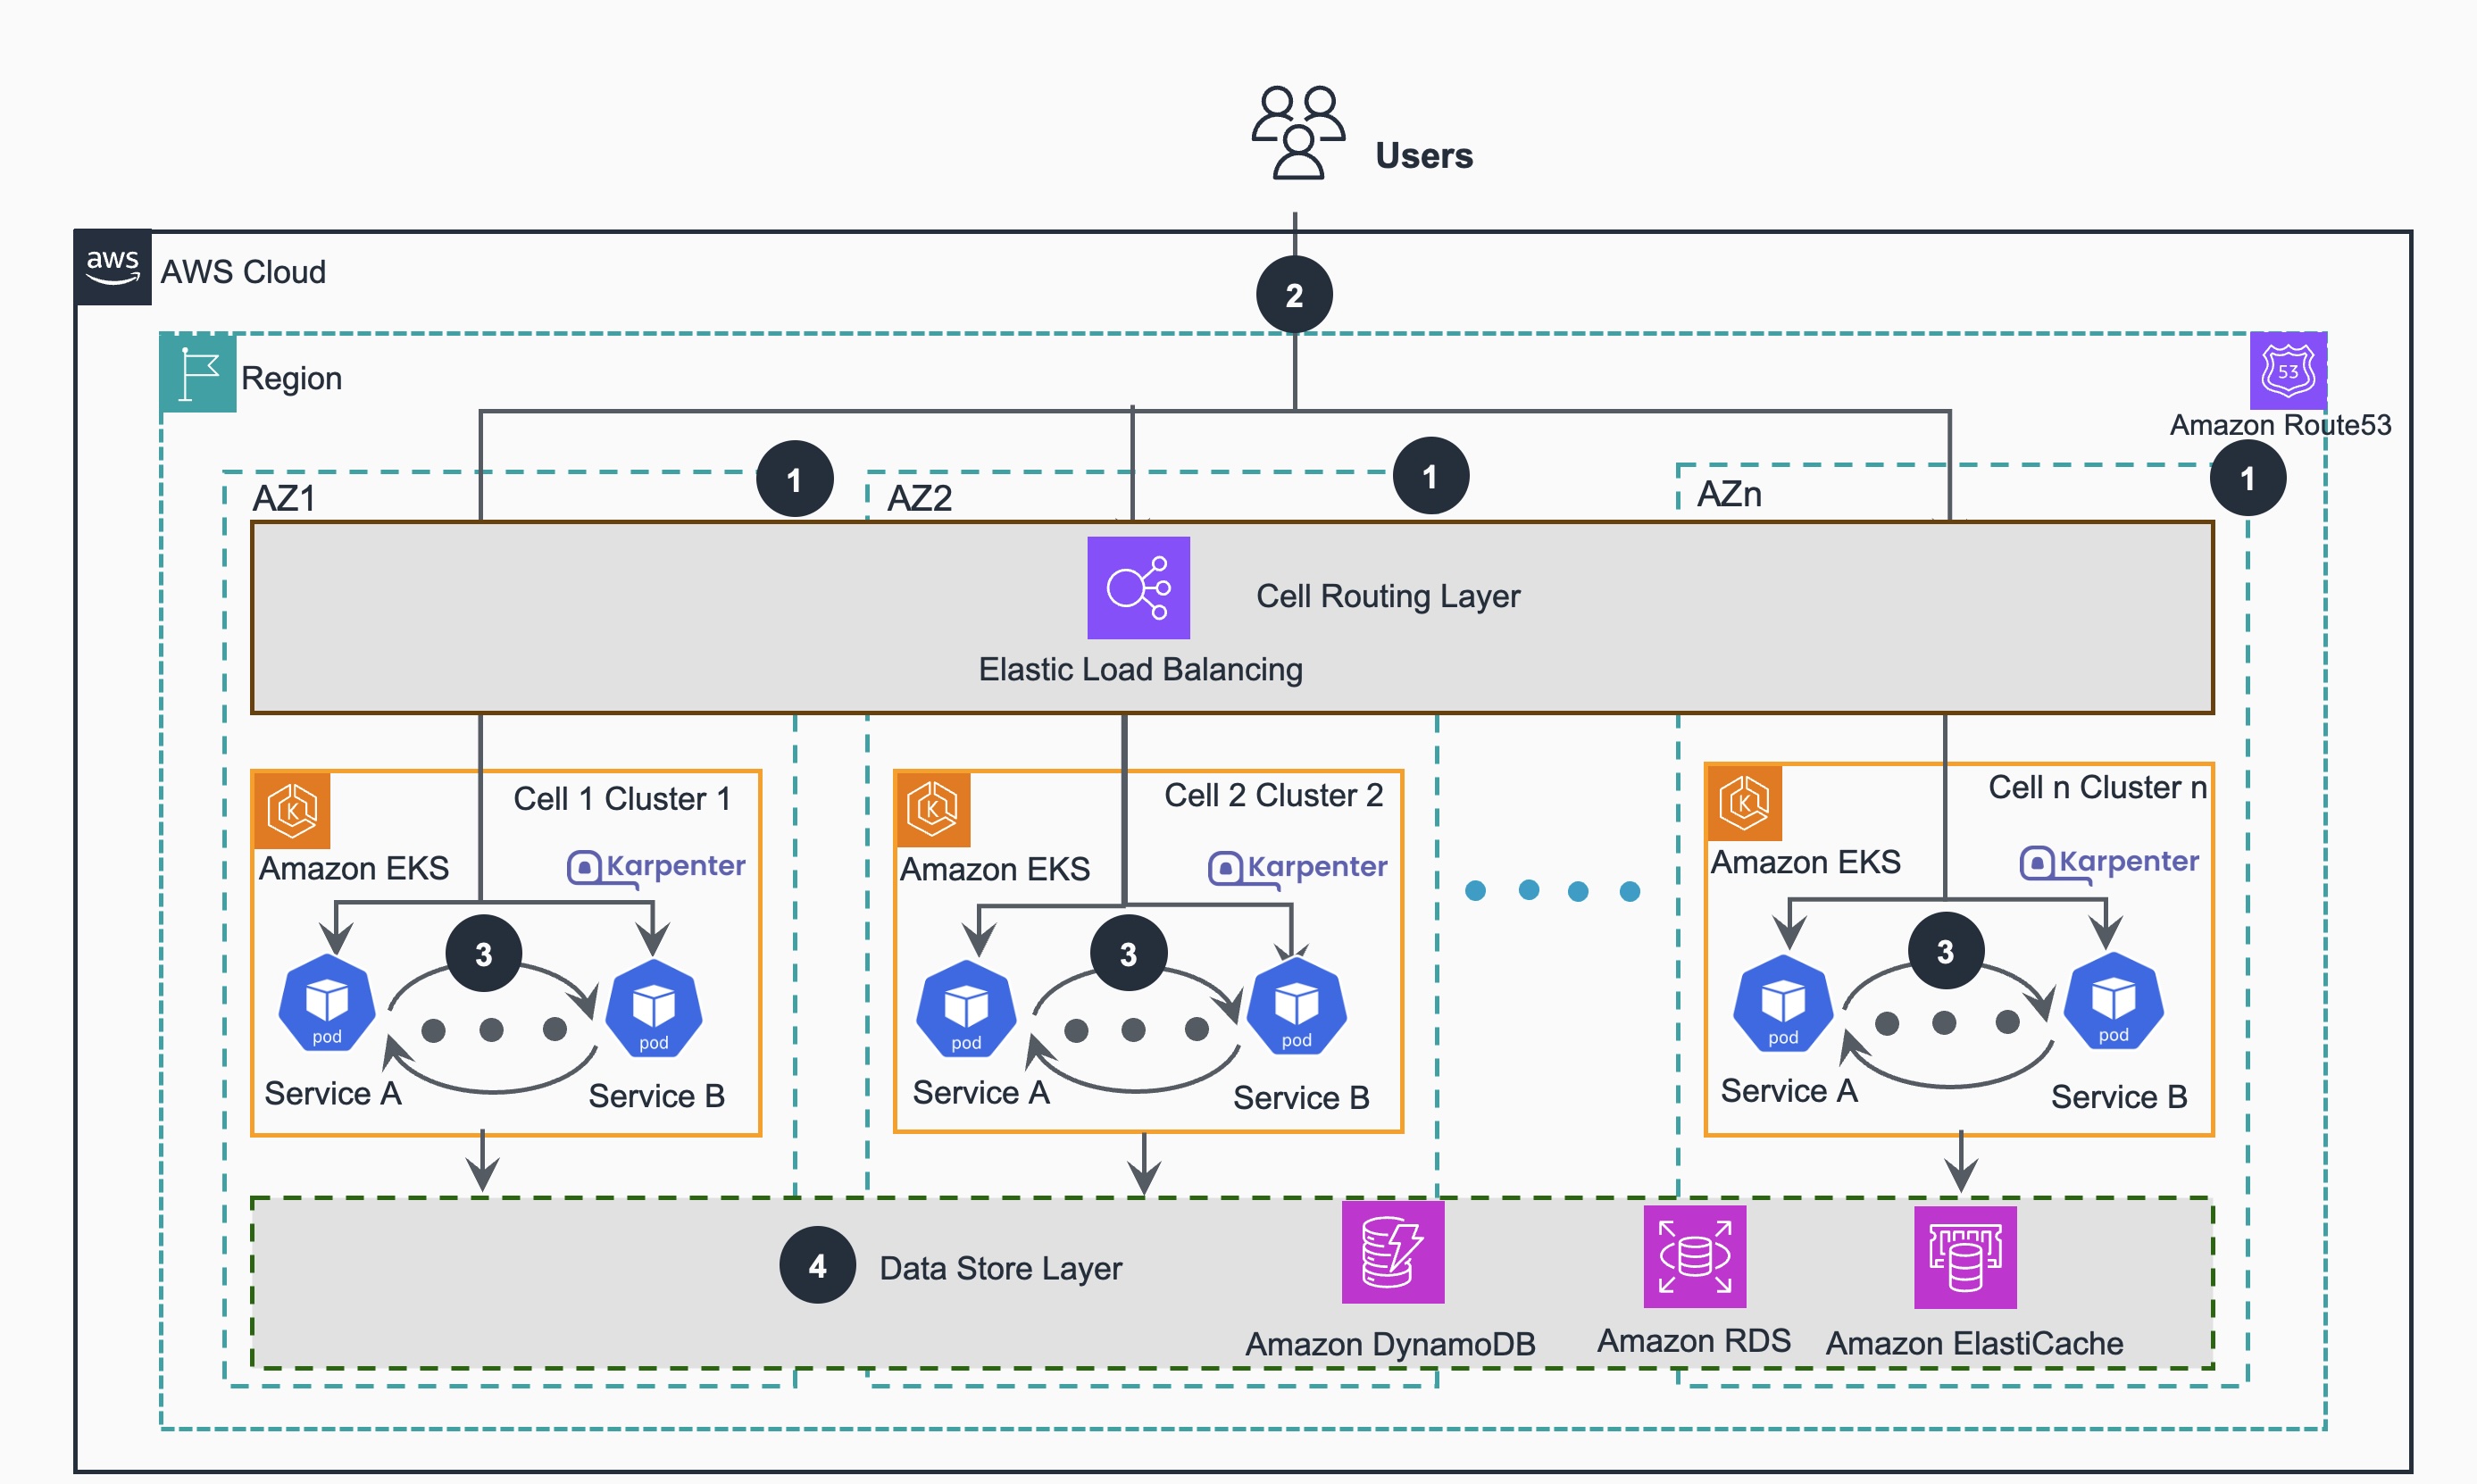 Users
aws
AWS Cloud
2
Region
53
Amazon Route53
1
1
1
AZ1
AZ2
AZn
Cell Routing Layer
Elastic Load Balancing
K
Cell 1 Cluster 1
Amazon EKS
Karpenter
3
pod
pod
Service A
Service B
K
Cell 2 Cluster 2
Amazon EKS
Karpenter
3
pod
pod
Service A
Service B
K
Cell n Cluster n
Amazon EKS
Karpenter
3
pod
pod
Service A
Service B
4
Data Store Layer
Amazon DynamoDB
Amazon RDS
Amazon ElastiCache